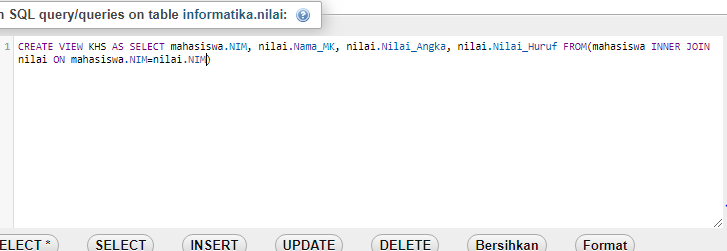 n SQL query/queries on table informatika.nilai:
1 CREATE VIEW KHS AS SELECT mahasiswa.NIM, nilai.Nama_MK, nilai.Nilai_Angka, nilai.Nilai_Huruf FROM(mahasiswa INNER JOIN
nilai ON mahasiswa.NIM=nilai.NIM)
ELECT * SELECT INSERT UPDATE DELETE Bersihkan Format